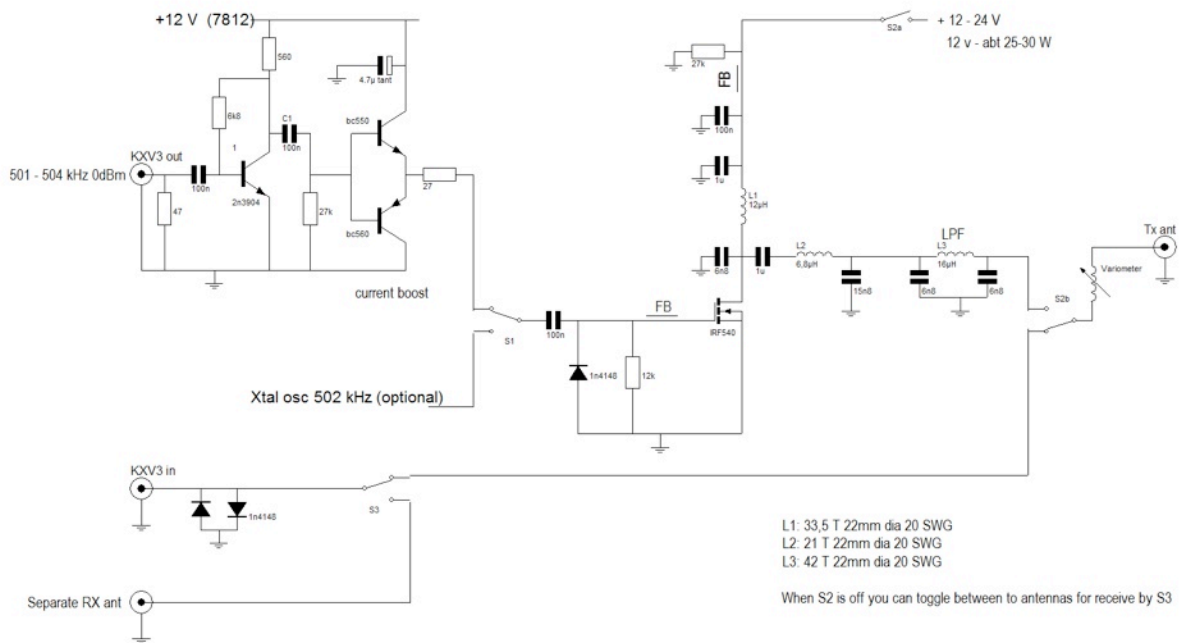 +12 V (7812)
560
4.7µ tant
6k8
C1
100n
bc550
1
KXV3 out
501 - 504 kHz 0dBm
100n
2n3904
47
27k
27
bc560
current boost
S2a
+ 12 - 24 V
12 v - abt 25-30 W
27k
FB
100n
1u
L1
12µH
6n8
1u
L2
6,8µH
LPF
L3
16µH
15n8
6n8
6n8
Tx ant
Variometer
S2b
S1
100n
FB
IRF540
1n4148
12k
Xtal osc 502 kHz (optional)
KXV3 in
1n4148
S3
Separate RX ant
L1: 33,5 T 22mm dia 20 SWG
L2: 21 T 22mm dia 20 SWG
L3: 42 T 22mm dia 20 SWG
When S2 is off you can toggle between to antennas for receive by S3